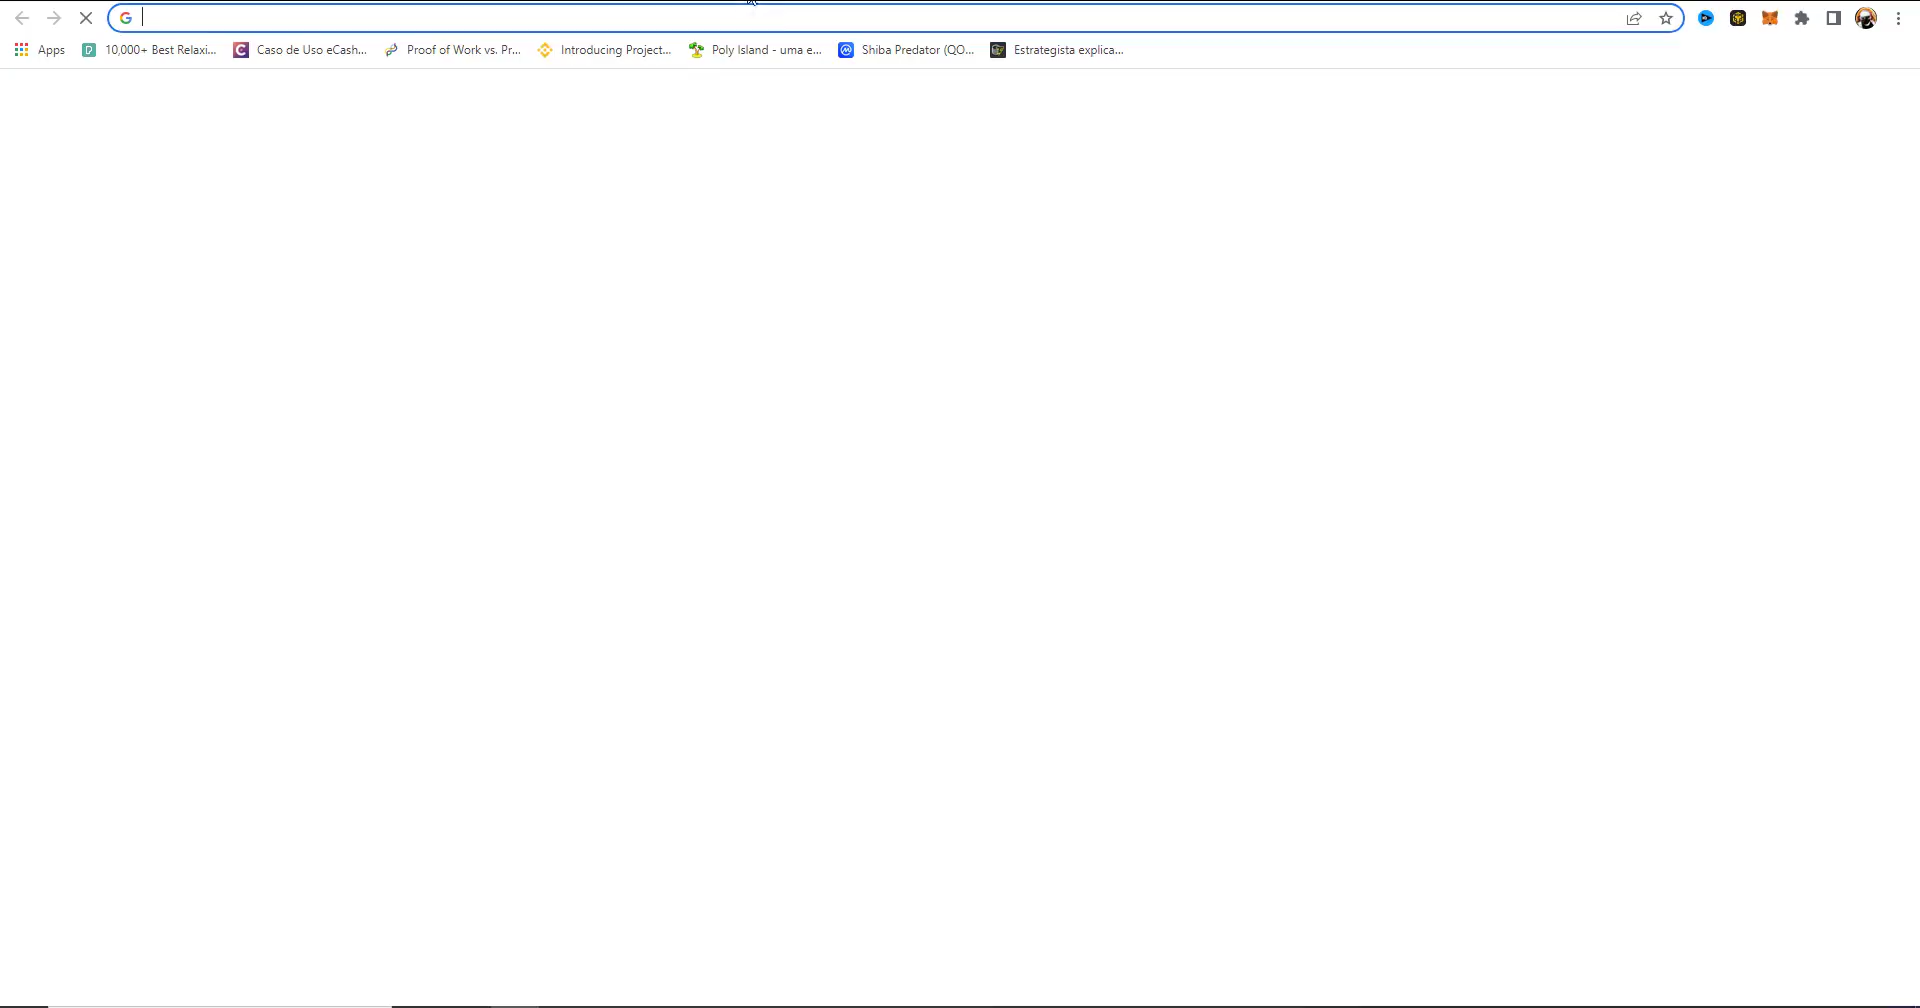 Apps 10,000+ Best Relaxi... Caso de Uso eCash... Proof of Work vs. Pr... Introducing Project... Poly Island - uma e... Shiba Predator (QO... Estrategista explica...